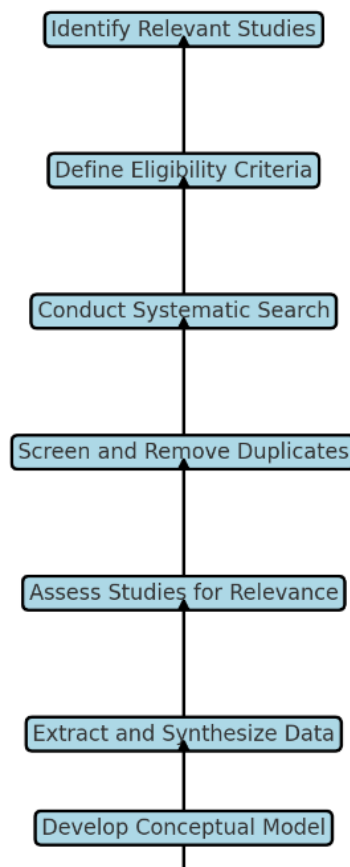 Identify Relevant Studies
Define Eligibility Criteria
Conduct Systematic Search
Screen and Remove Duplicates
Assess Studies for Relevance
Extract and Synthesize Data
Develop Conceptual Model